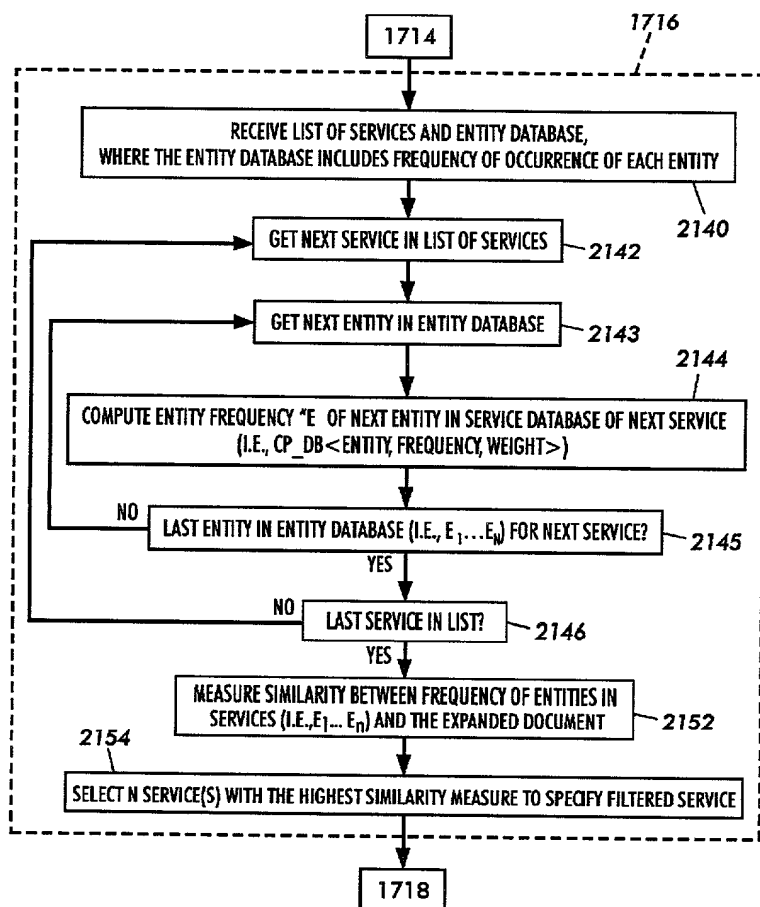 1714
1716
RECEIVE LIST OF SERVICES AND ENTITY DATABASE,
WHERE THE ENTITY DATABASE INCLUDES FREQUENCY OF OCCURRENCE OF EACH ENTITY
2140
GET NEXT SERVICE IN LIST OF SERVICES
2142
GET NEXT ENTITY IN ENTITY DATABASE
2143
2144
COMPUTE ENTITY FREQUENCY "E OF NEXT ENTITY IN SERVICE DATABASE OF NEXT SERVICE
(I.E., CP_DB<ENTITY, FREQUENCY, WEIGHT>)
NO
LAST ENTITY IN ENTITY DATABASE (I.E., E1...EN) FOR NEXT SERVICE?
2145
YES
NO
LAST SERVICE IN LIST?
2146
YES
MEASURE SIMILARITY BETWEEN FREQUENCY OF ENTITIES IN
SERVICES (I.E.,E1... En) AND THE EXPANDED DOCUMENT
2152
2154
SELECT N SERVICE(S) WITH THE HIGHEST SIMILARITY MEASURE TO SPECIFY FILTERED SERVICE
1718